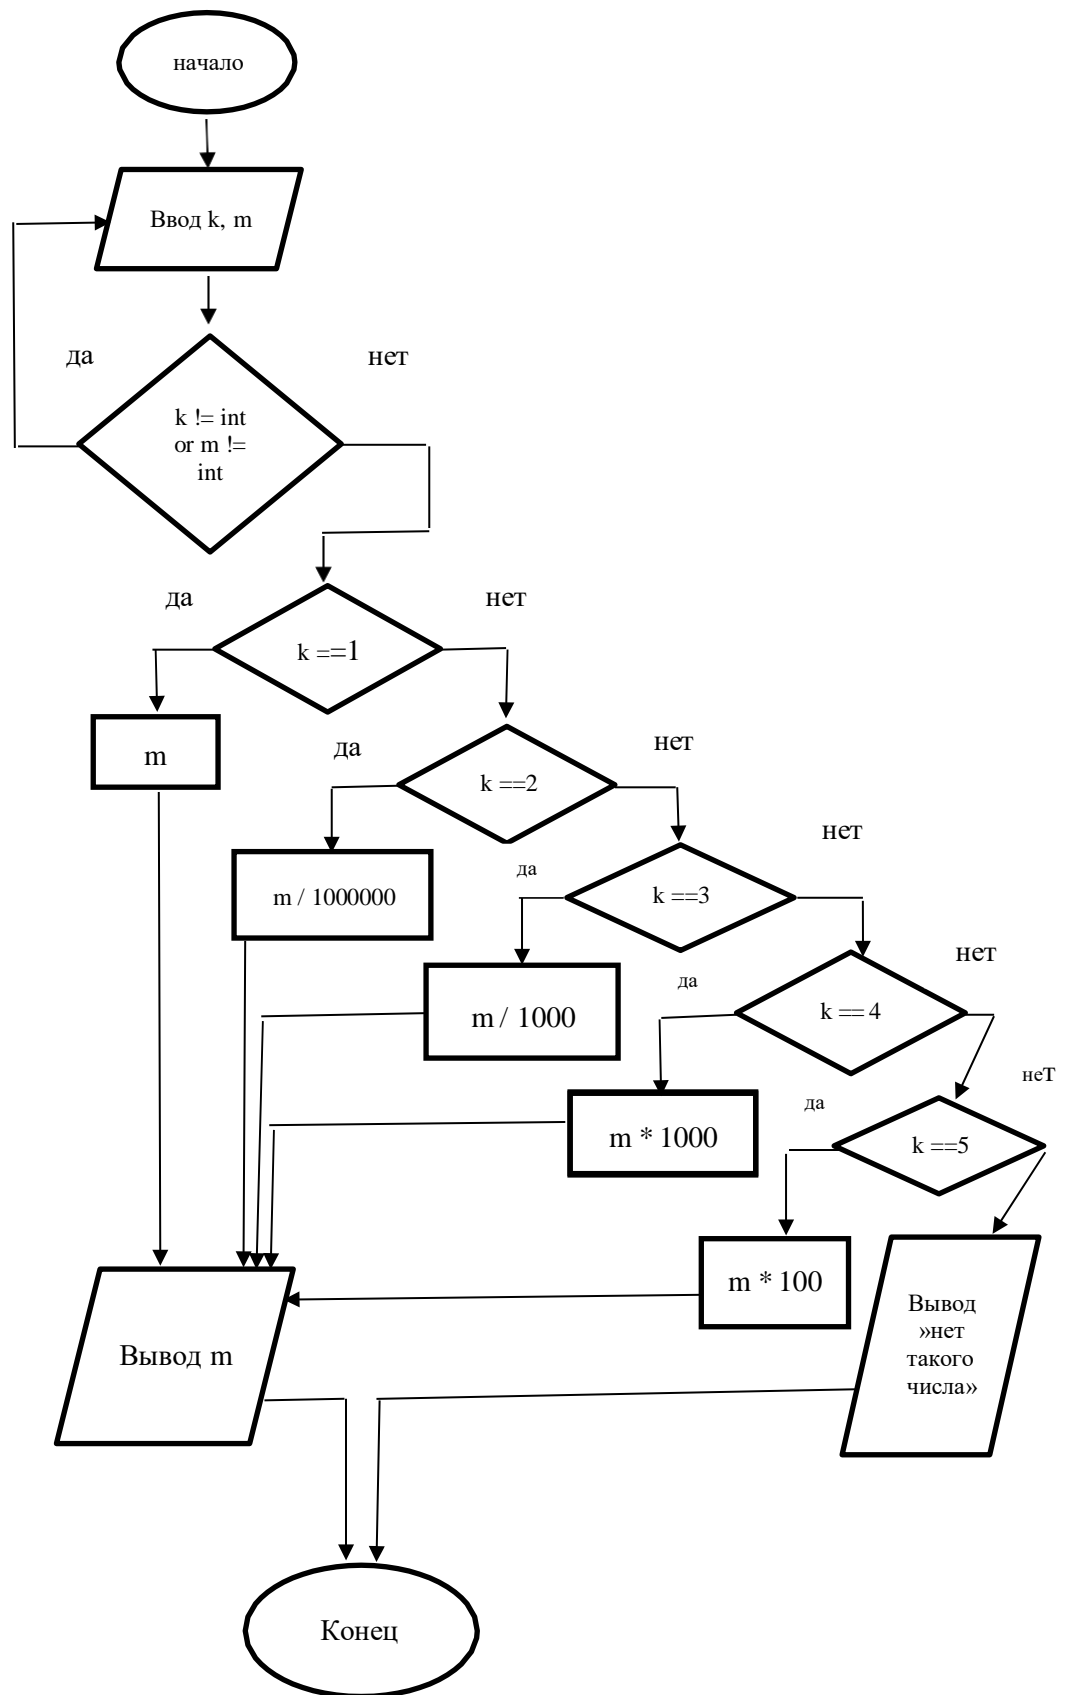 начало
Ввод k, m
да
нет
k != int
or m !=
int
да
нет
k ==1
m
да
нет
k ==2
m / 1000000
да
нет
k ==3
m / 1000
да
нет
k == 4
m * 1000
да
неТ
k ==5
m * 100
Вывод
»нет
такого
числа»
Вывод m
Конец